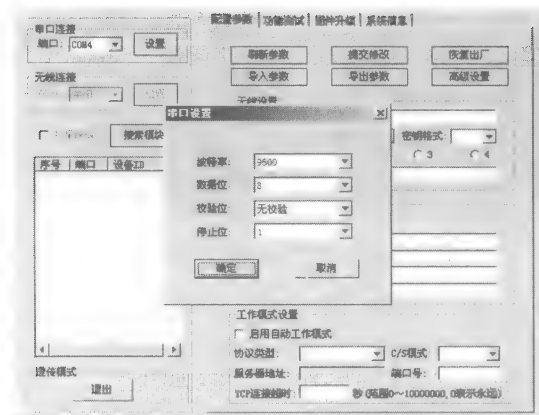 配置参数 功能测试 固件升级 系统信息
串口连接
端口: COM4 设置
刷新参数 提交修改 恢复出厂
无线连接
导入参数 导出参数 高级设置
无线设置
串口设置
搜索模块
密钥格式:
3 4
序号 端口 设备ID
波特率: 9600
数据位: 8
校验位: 无校验
停止位: 1
确定 取消
工作模式设置
启用自动工作模式
协议类型: C/S模式:
服务器地址: 端口号:
透传模式
退出
TCP连接超时: 秒(范围0～10000000,0表示永远)